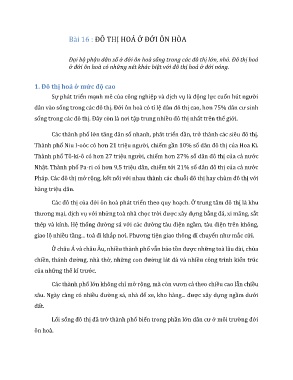 Bài 16 : ĐÔ THỊ HOÁ Ở ĐỚI ÔN HÒA
Đại bộ phận dân số ở đới ôn hoà sống trong các đô thị lớn, nhỏ. Đô thị hoá
ở đới ôn hoà có những nét khác biệt với đô thị hoá ở đới nóng.
1. Đô thị hoá ở mức độ cao
Sự phát triển mạnh mẽ của công nghiệp và dịch vụ là động lực cuốn hút người
dân vào sống trong các đô thị. Đới ôn hoà có tỉ lệ dân đô thị cao, hơn 75% dân cư sinh
sống trong các đô thị. Đây còn là nơi tập trung nhiều đô thị nhất trên thế giới.
Các thành phố lớn tăng dân số nhanh, phát triển dần, trở thành các siêu đô thị.
Thành phố Niu I-oóc có hơn 21 triệu người, chiếm gần 10% số dân đô thị của Hoa Kì.
Thành phố Tô-ki-ô có hơn 27 triệu người, chiếm hơn 27% số dân đô thị của cả nước
Nhật. Thành phố Pa-ri có hơn 9,5 triệu dân, chiếm tới 21% số dân đô thị của cả nước
Pháp. Các đô thị mở rộng, kết nối với nhau thành các chuỗi đô thị hay chùm đô thị với
hàng triệu dân.
Các đô thị của đới ôn hoà phát triển theo quy hoạch. Ở trung tâm đô thị là khu
thương mại, dịch vụ với những toà nhà chọc trời được xây dựng bằng đá, xi măng, sắt
thép và kính. Hệ thống đường sá với các đường tàu điện ngầm, tàu điện trên không,
giao lộ nhiều tầng... toả đi khắp nơi. Phương tiện giao thông di chuyển như mắc cửi.
Ở châu Á và châu Âu, nhiều thành phố vẫn bảo tồn được những toà lâu đài, chùa
chiền, thánh đường, nhà thờ, những con đường lát đá và nhiều công trình kiến trúc
của những thế kỉ trước.
Các thành phố lớn không chỉ mở rộng, mà còn vươn cả theo chiều cao lẫn chiều
sâu. Ngày càng có nhiều đường sá, nhà để xe, kho hàng... được xây dựng ngầm dưới
đất.
Lối sống đô thị đã trở thành phổ biến trong phần lớn dân cư ở môi trường đới
ôn hoà.